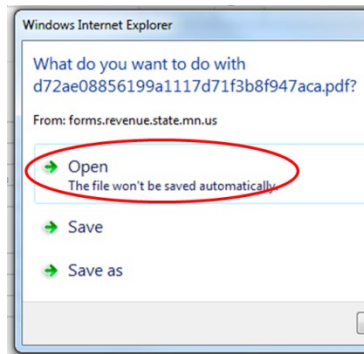 Windows Internet Explorer
What do you want to do with
d72ae08856199a1117d71f3b8f947aca.pdf?
From: forms.revenue.state.mn.us
Open
The file won't be saved automatically.
Save
Save as